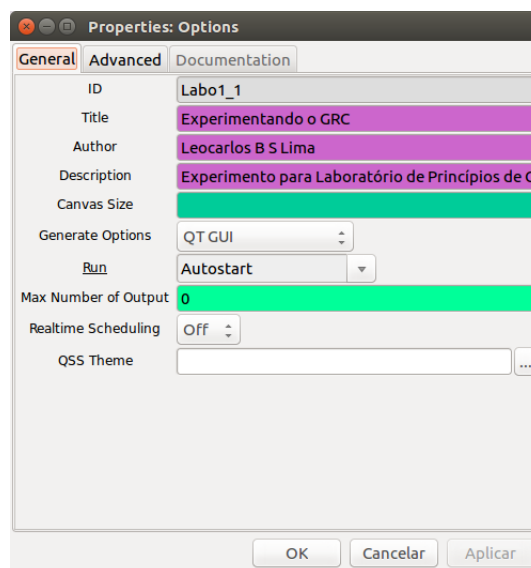 Properties: Options
General Advanced Documentation
ID Labo1_1
Title Experimentando o GRC
Author Leocarlos B S Lima
Description Experimento para Laboratório de Princípios de
Canvas Size
Generate Options QT GUI
Run Autostart
Max Number of Output 0
Realtime Scheduling Off
QSS Theme ...
OK Cancelar Aplicar